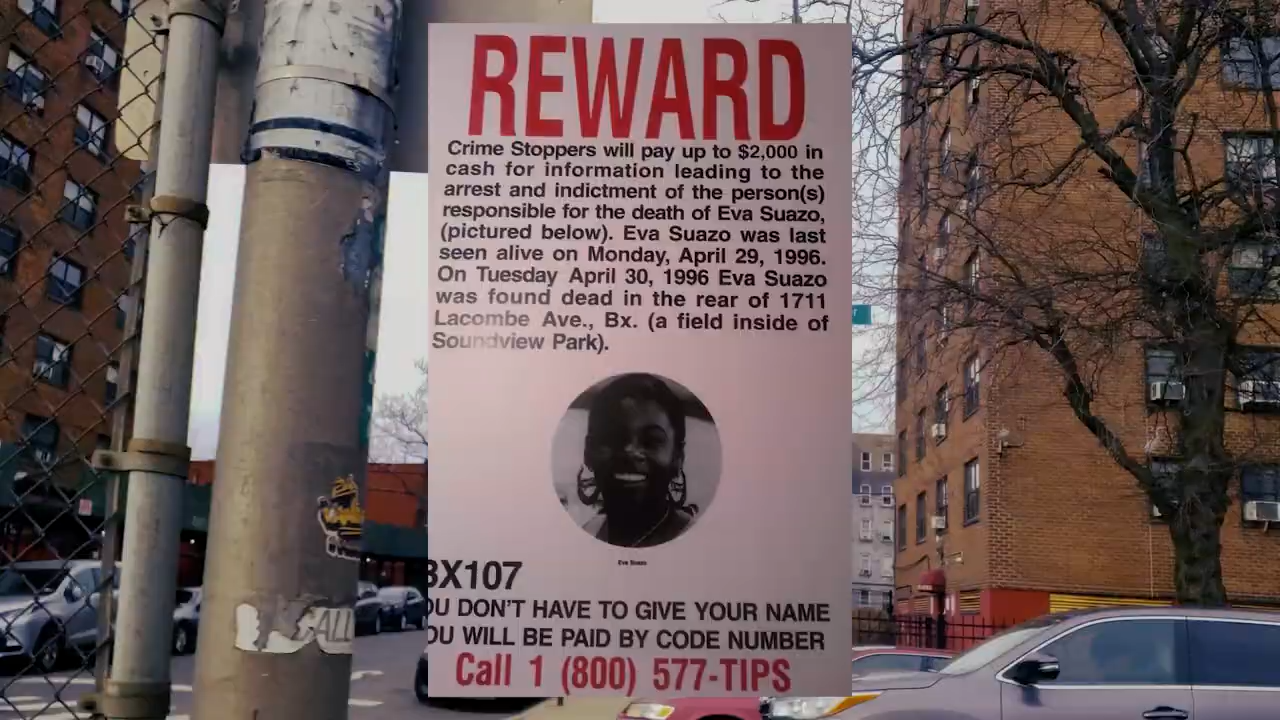 REWARD
Crime Stoppers will pay up to $2,000 in
cash for information leading to the
arrest and indictment of the person(s)
responsible for the death of Eva Suazo,
(pictured below). Eva Suazo was last
seen alive on Monday, April 29, 1996.
On Tuesday April 30, 1996 Eva Suazo
was found dead in the rear of 1711
Lacombe Ave., Bx. (a field inside of
Soundview Park).
Eva Suazo
BX107
OU DON'T HAVE TO GIVE YOUR NAME
OU WILL BE PAID BY CODE NUMBER
Call 1 (800) 577-TIPS
CALL